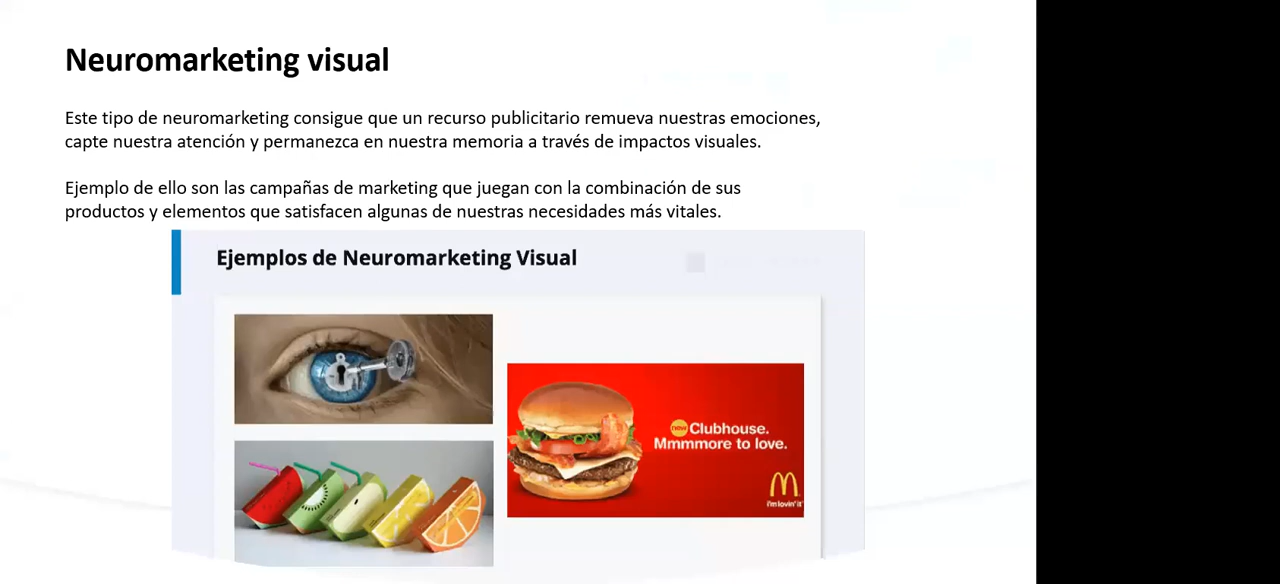 Neuromarketing visual
Este tipo de neuromarketing consigue que un recurso publicitario remueva nuestras emociones,
capte nuestra atención y permanezca en nuestra memoria a través de impactos visuales.
Ejemplo de ello son las campañas de marketing que juegan con la combinación de sus
productos y elementos que satisfacen algunas de nuestras necesidades más vitales.
Ejemplos de Neuromarketing Visual
new Clubhouse.
Mmmmore to love.
i'm lovin' it